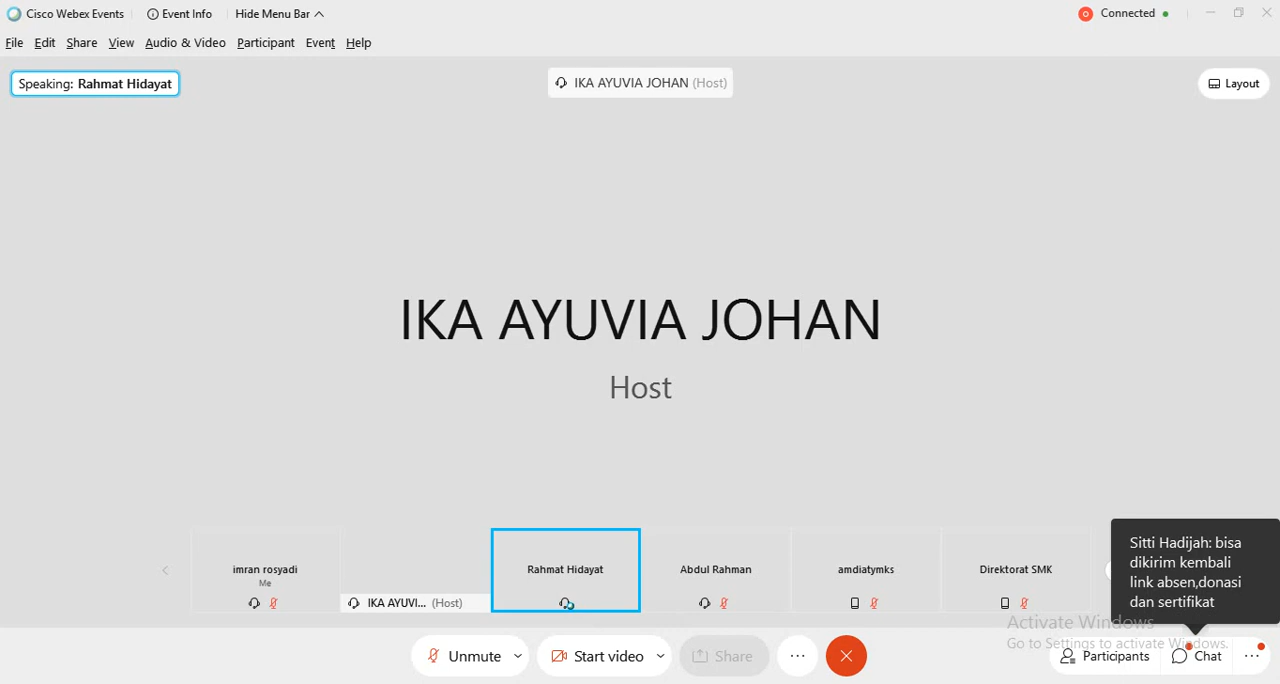 Cisco Webex Events Event Info Hide Menu Bar Connected
File Edit Share View Audio & Video Participant Event Help
Speaking: Rahmat Hidayat
IKA AYUVIA JOHAN (Host)
Layout
IKA AYUVIA JOHAN
Host
imran rosyadi
Me
IKA AYUVI... (Host)
Rahmat Hidayat
Abdul Rahman
amdiatymks
Direktorat SMK
Sitti Hadijah: bisa
dikirim kembali
link absen,donasi
dan sertifikat
Activate Windows
Go to Settings to activate Windows.
Unmute Start video Share ... Participants Chat ...